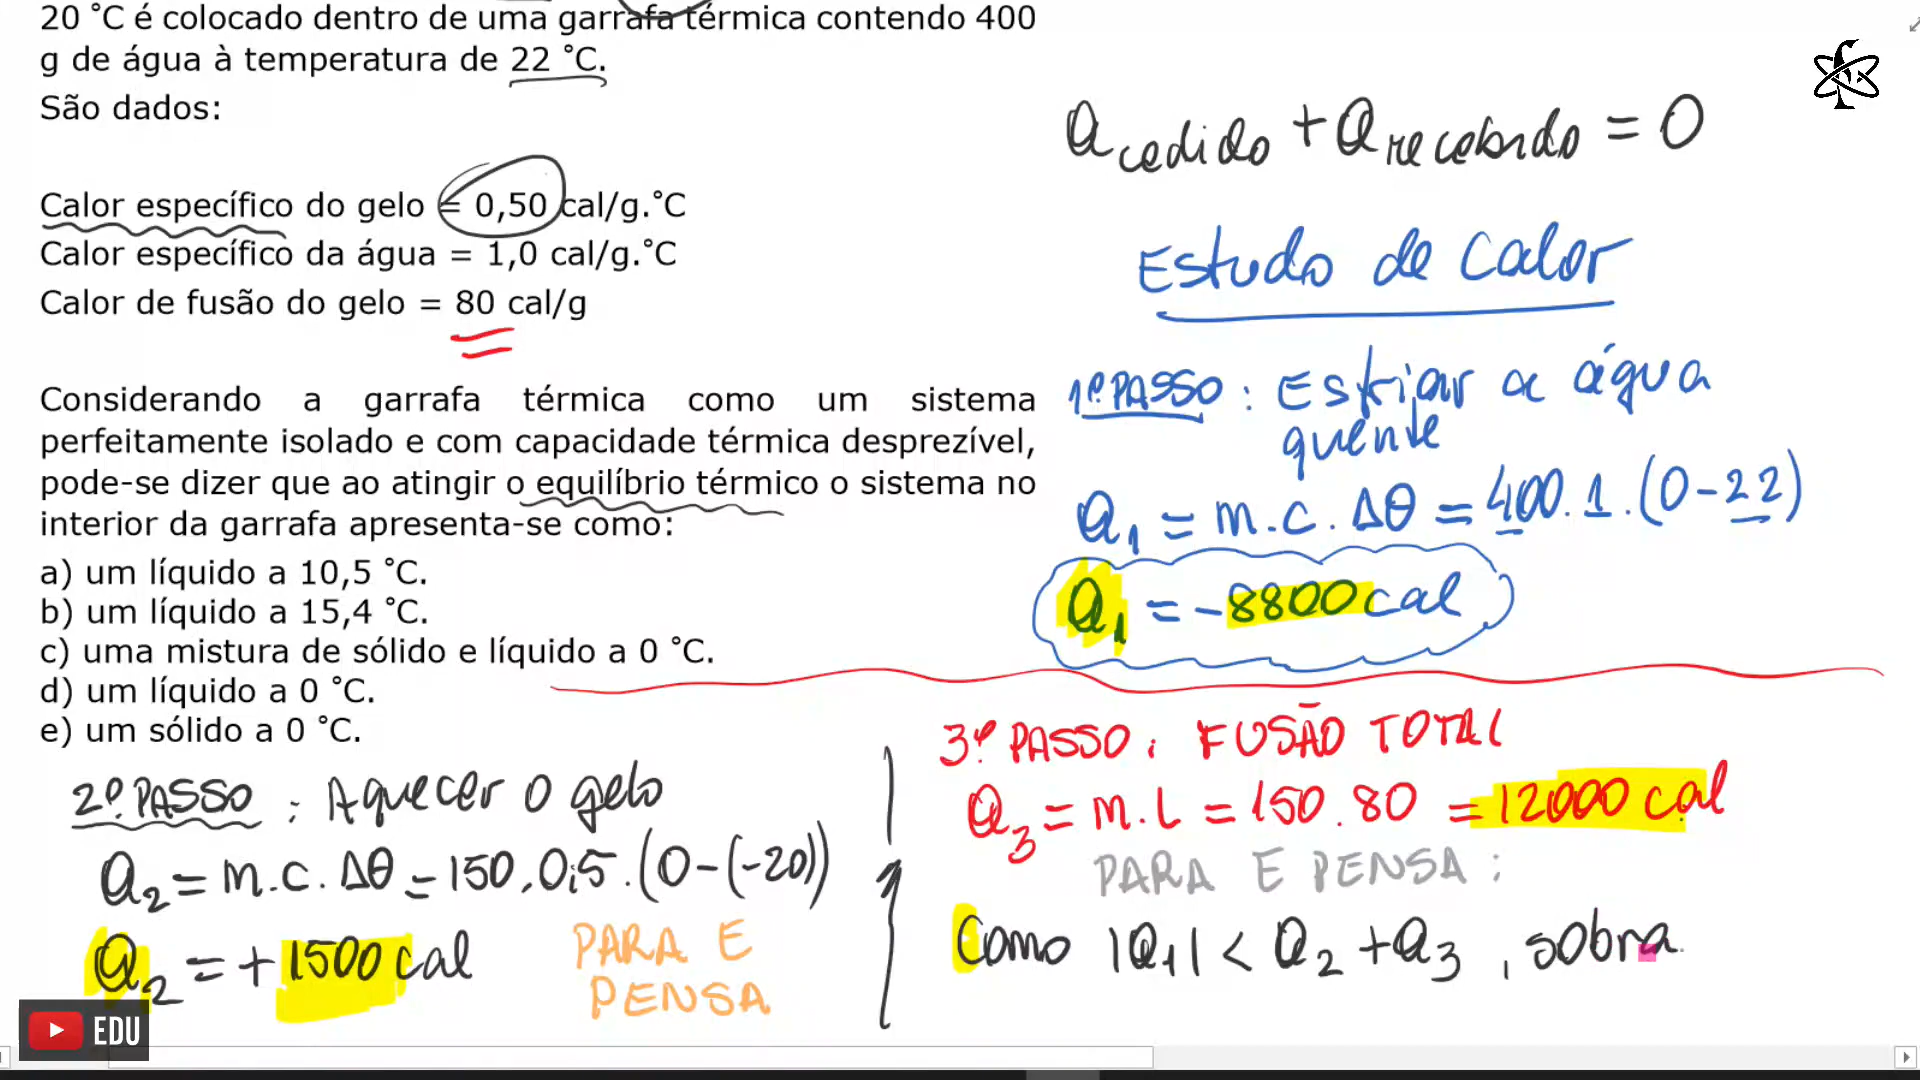 20 °C é colocado dentro de uma garrafa térmica contendo 400
g de água à temperatura de 22 °C.
São dados:
Calor específico do gelo = 0,50 cal/g.°C
Calor específico da água = 1,0 cal/g.°C
Calor de fusão do gelo = 80 cal/g
Considerando a garrafa térmica como um sistema
perfeitamente isolado e com capacidade térmica desprezível,
pode-se dizer que ao atingir o equilíbrio térmico o sistema no
interior da garrafa apresenta-se como:
a) um líquido a 10,5 °C.
b) um líquido a 15,4 °C.
c) uma mistura de sólido e líquido a 0 °C.
d) um líquido a 0 °C.
e) um sólido a 0 °C.
2º PASSO : Aquecer o gelo
Q2 = m.c.Δθ = 150.0,5.(0-(-20))
Q2 = + 1500 cal
PARA E
PENSA
Qcedido + Qrecebido = 0
Estudo de Calor
1º PASSO : Esfriar a água
quente
Q1 = m.c.Δθ = 400.1.(0-22)
Q1 = -8800 cal
3º PASSO: FUSÃO TOTAL
Q3 = m.L = 150.80 = 12000 cal
PARA E PENSA :
Como |Q1| < Q2 + Q3 , sobra
EDU